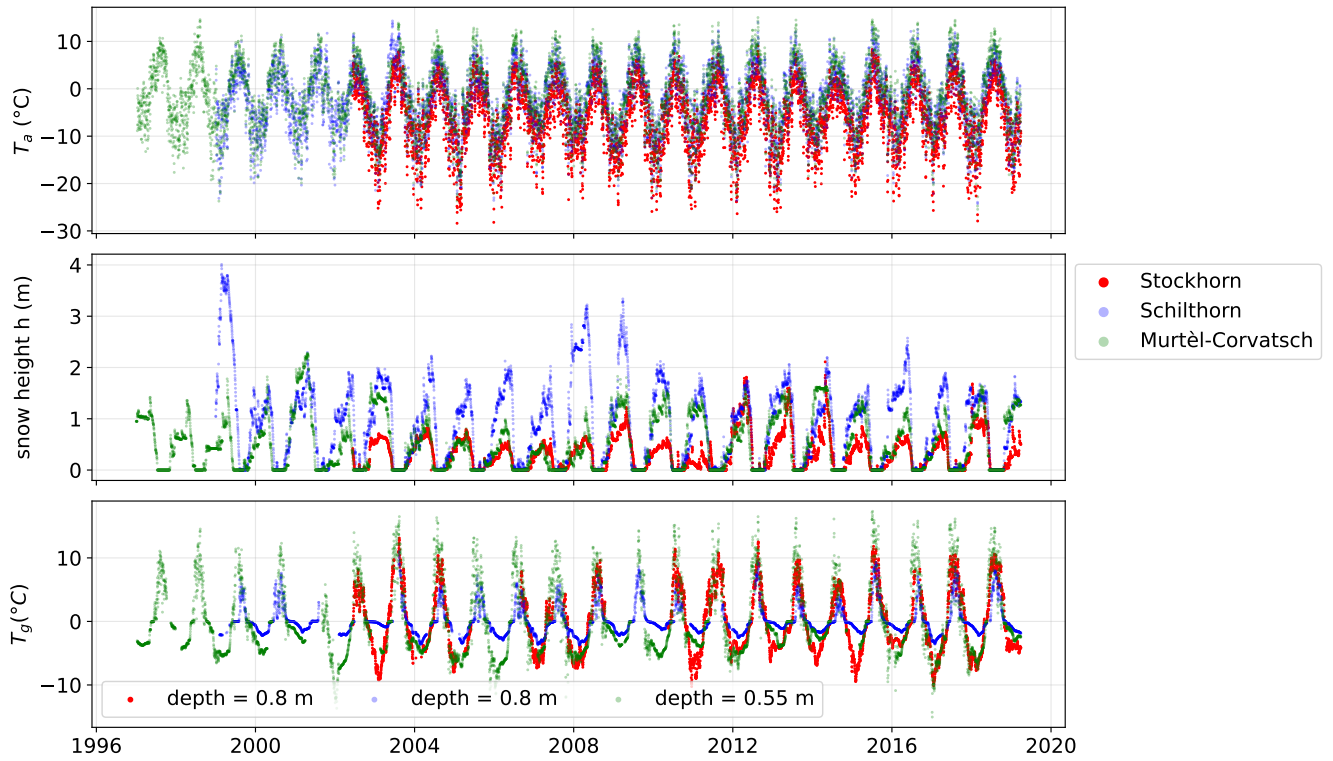 10
0
−10
−20
−30
T_a (°C)
4
3
2
1
0
snow height h (m)
Stockhorn
Schilthorn
Murtèl-Corvatsch
10
0
−10
T_g(°C)
depth = 0.8 m depth = 0.8 m depth = 0.55 m
1996 2000 2004 2008 2012 2016 2020